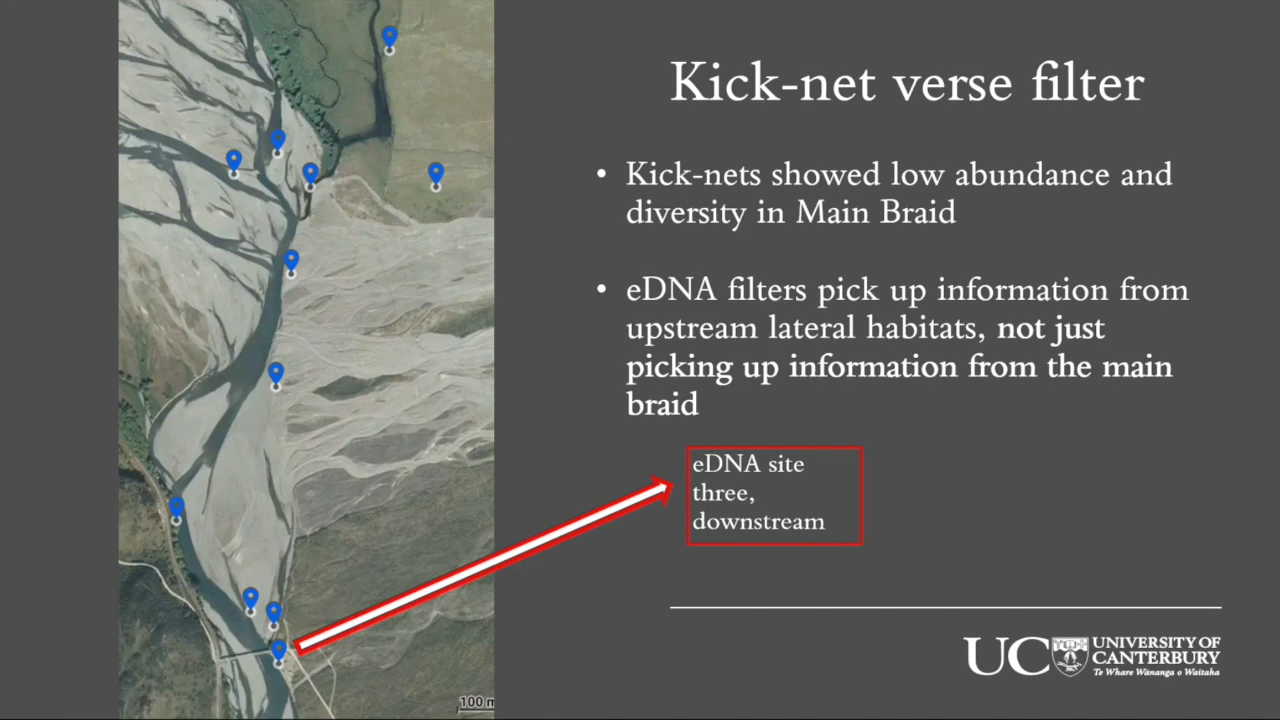 Kick-net verse filter
• Kick-nets showed low abundance and
diversity in Main Braid
• eDNA filters pick up information from
upstream lateral habitats, not just
picking up information from the main
braid
eDNA site
three,
downstream
100 m
UC UNIVERSITY OF
CANTERBURY
Te Whare Wānanga o Waitaha